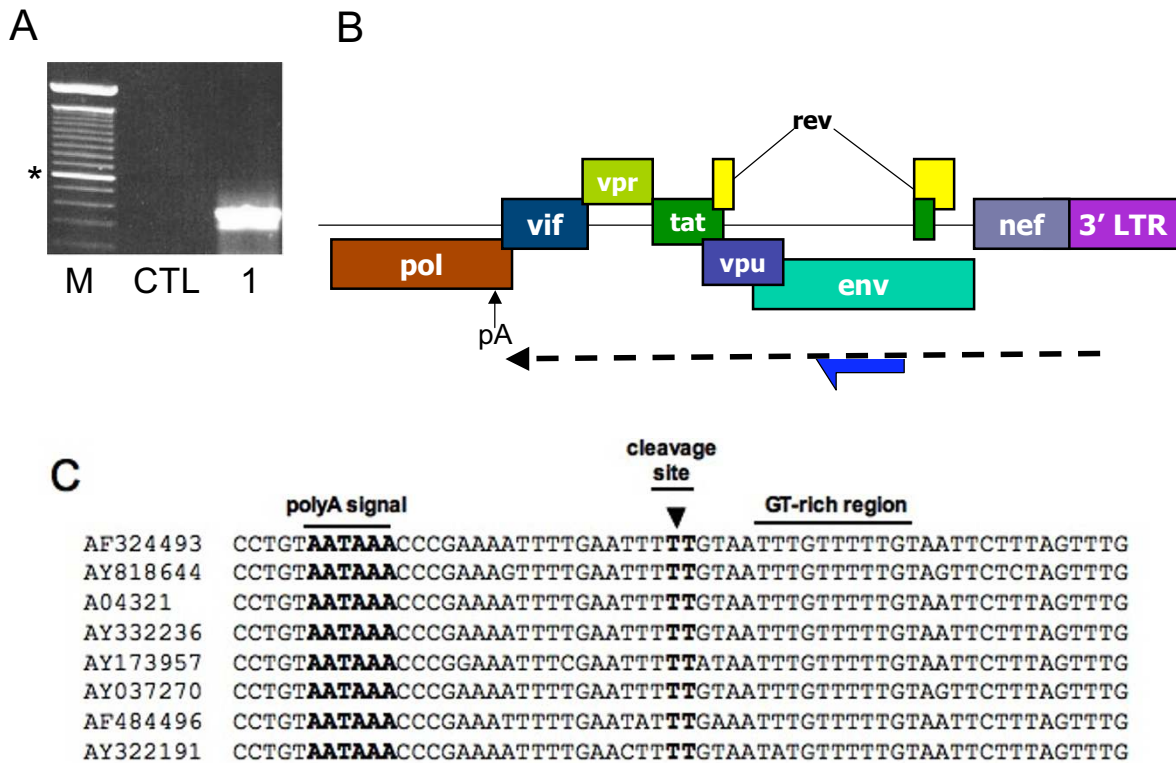 A
B
*
M CTL 1
rev
vpr
vif tat nef 3′ LTR
pol vpu env
pA
C
cleavage
site
polyA signal GT-rich region
AF324493 CCTGTAATAAACCCGAAAATTTTGAATTTTTGTAATTTGTTTTTGTAATTCTTTAGTTTG
AY818644 CCTGTAATAAACCCGAAAGTTTTGAATTTTTGTAATTTGTTTTTGTAGTTCTCTAGTTTG
A04321 CCTGTAATAAACCCGAAAATTTTGAATTTTTGTAATTTGTTTTTGTAATTCTTTAGTTTG
AY332236 CCTGTAATAAACCCGAAAATTTTGAATTTTTGTAATTTGTTTTTGTAATTCTTTAGTTTG
AY173957 CCTGTAATAAACCCGGAAATTTCGAATTTTTATAATTTGTTTTTGTAATTCTTTAGTTTG
AY037270 CCTGTAATAAACCCGAAAATTTTGAATTTTTGTAATTTGTTTTTGTAGTTCTTTAGTTTG
AF484496 CCTGTAATAAACCCGAAATTTTTGAATATTTGAAATTTGTTTTTGTAATTCTTTAGTTTG
AY322191 CCTGTAATAAACCCGAAAATTTTGAACTTTTGTAATATGTTTTTGTAATTCTTTAGTTTG